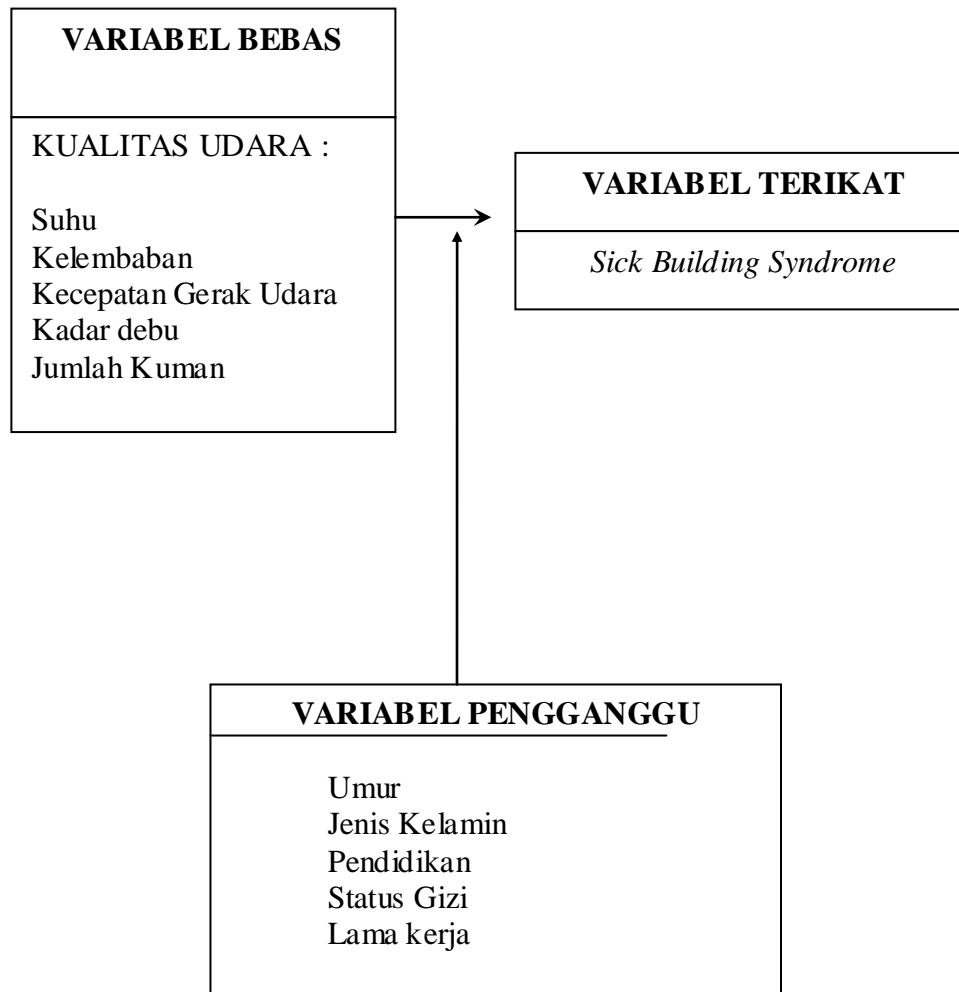 VARIABEL BEBAS
KUALITAS UDARA :
Suhu
Kelembaban
Kecepatan Gerak Udara
Kadar debu
Jumlah Kuman
VARIABEL TERIKAT
Sick Building Syndrome
VARIABEL PENGGANGGU
Umur
Jenis Kelamin
Pendidikan
Status Gizi
Lama kerja